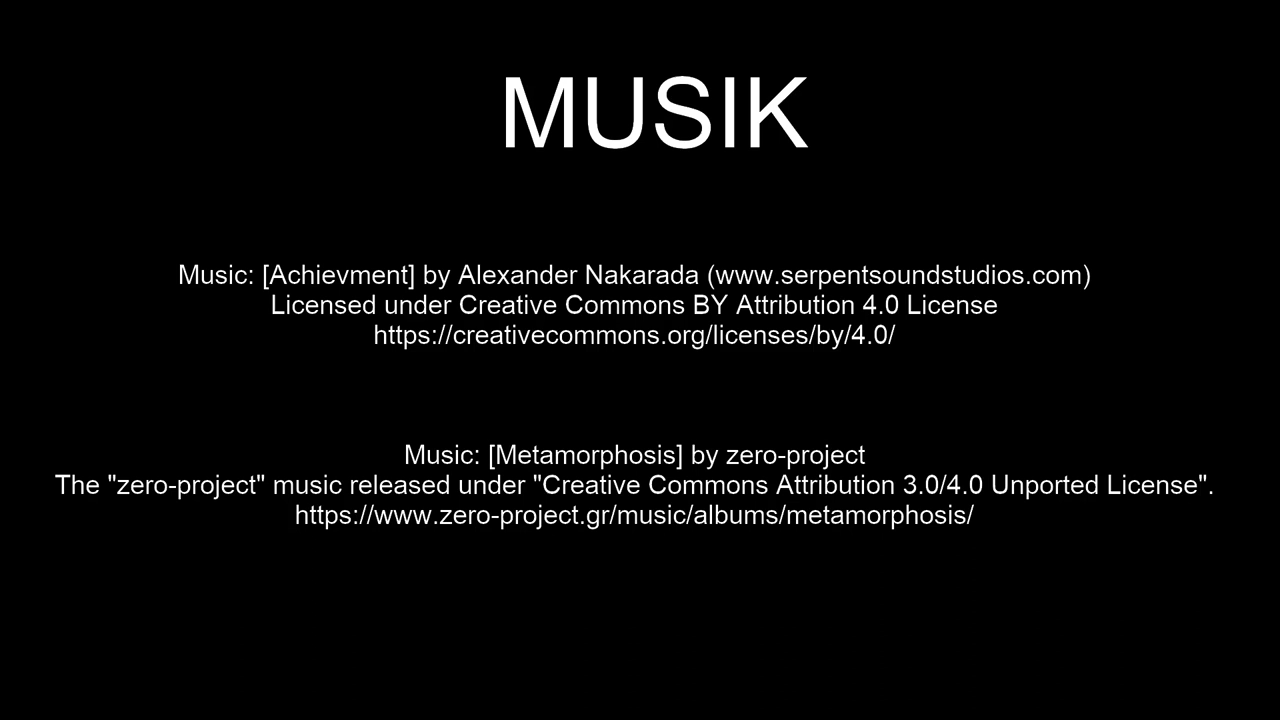 MUSIK
Music: [Achievment] by Alexander Nakarada (www.serpentsoundstudios.com)
Licensed under Creative Commons BY Attribution 4.0 License
https://creativecommons.org/licenses/by/4.0/
Music: [Metamorphosis] by zero-project
The "zero-project" music released under "Creative Commons Attribution 3.0/4.0 Unported License".
https://www.zero-project.gr/music/albums/metamorphosis/